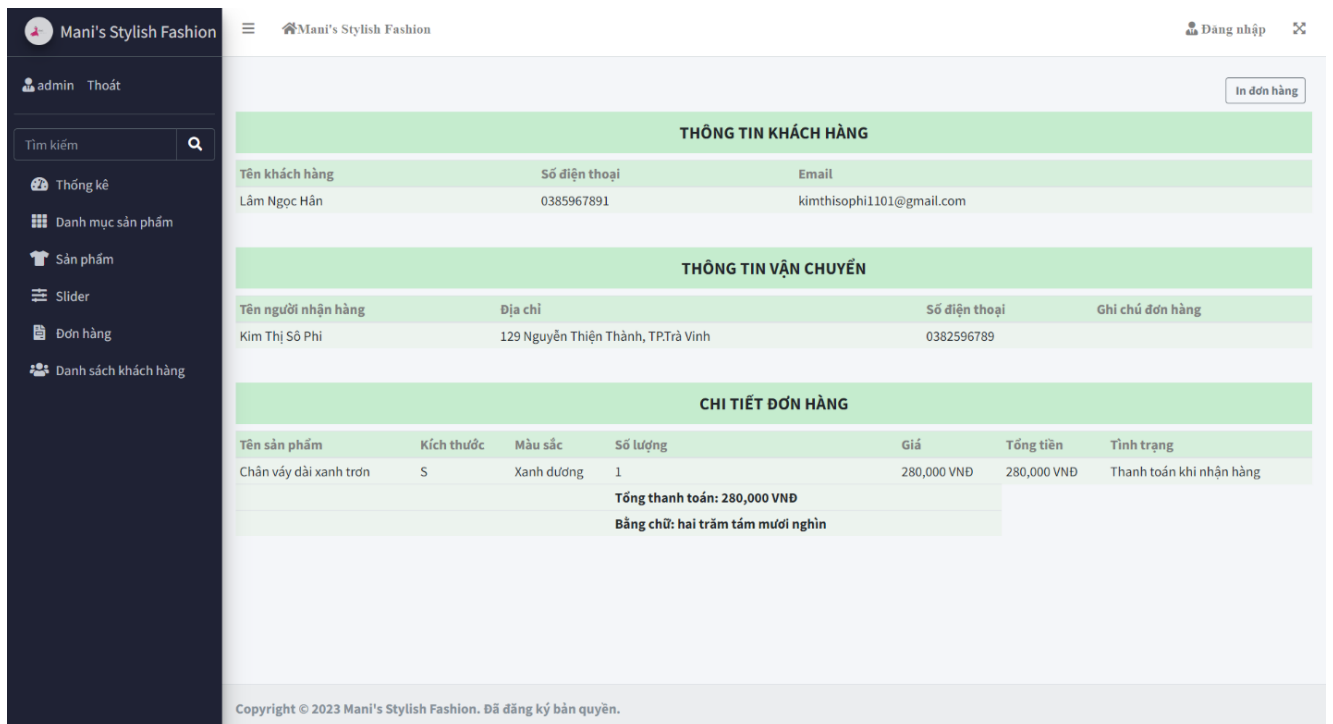 Mani's Stylish Fashion
Mani's Stylish Fashion
Đăng nhập
admin Thoát
In đơn hàng
Tìm kiếm
Thống kê
Danh mục sản phẩm
Sản phẩm
Slider
Đơn hàng
Danh sách khách hàng
THÔNG TIN KHÁCH HÀNG
Tên khách hàng Số điện thoại Email
Lâm Ngọc Hân 0385967891 kimthisophi1101@gmail.com
THÔNG TIN VẬN CHUYỂN
Tên người nhận hàng Địa chỉ Số điện thoại Ghi chú đơn hàng
Kim Thị Sô Phi 129 Nguyễn Thiện Thành, TP.Trà Vinh 0382596789
CHI TIẾT ĐƠN HÀNG
Tên sản phẩm Kích thước Màu sắc Số lượng Giá Tổng tiền Tình trạng
Chân váy dài xanh trơn S Xanh dương 1 280,000 VNĐ 280,000 VNĐ Thanh toán khi nhận hàng
Tổng thanh toán: 280,000 VNĐ
Bằng chữ: hai trăm tám mươi nghìn
Copyright © 2023 Mani's Stylish Fashion. Đã đăng ký bản quyền.